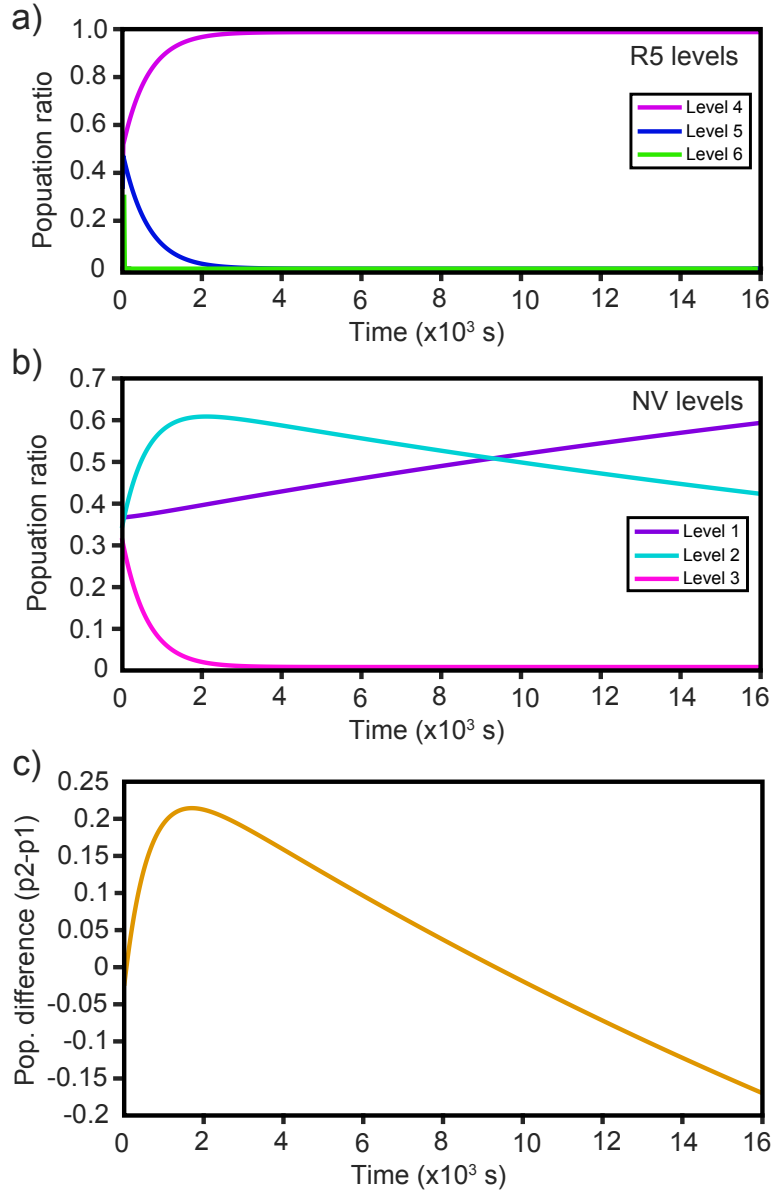 a)
1.0
0.8
0.6
0.4
0.2
0
Popuation ratio
R5 levels
Level 4
Level 5
Level 6
0 2 4 6 8 10 12 14 16
Time (x10³ s)
b)
0.7
0.6
0.5
0.4
0.3
0.2
0.1
0
Popuation ratio
NV levels
Level 1
Level 2
Level 3
0 2 4 6 8 10 12 14 16
Time (x10³ s)
c)
0.25
0.2
0.15
0.1
0.05
0
-0.05
-0.1
-0.15
-0.2
Pop. difference (p2-p1)
0 2 4 6 8 10 12 14 16
Time (x10³ s)